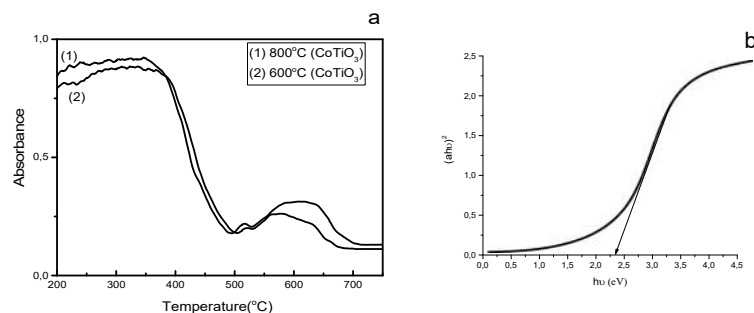 a
1,0
0,5
0,0
Absorbance
(1)
(2)
(1) 800°C (CoTiO₃)
(2) 600°C (CoTiO₃)
200 300 400 500 600 700
Temperature(°C)
b
2,5
2,0
1,5
1,0
0,5
0,0
(ahυ)²
0,0 0,5 1,0 1,5 2,0 2,5 3,0 3,5 4,0 4,5
hυ (eV)